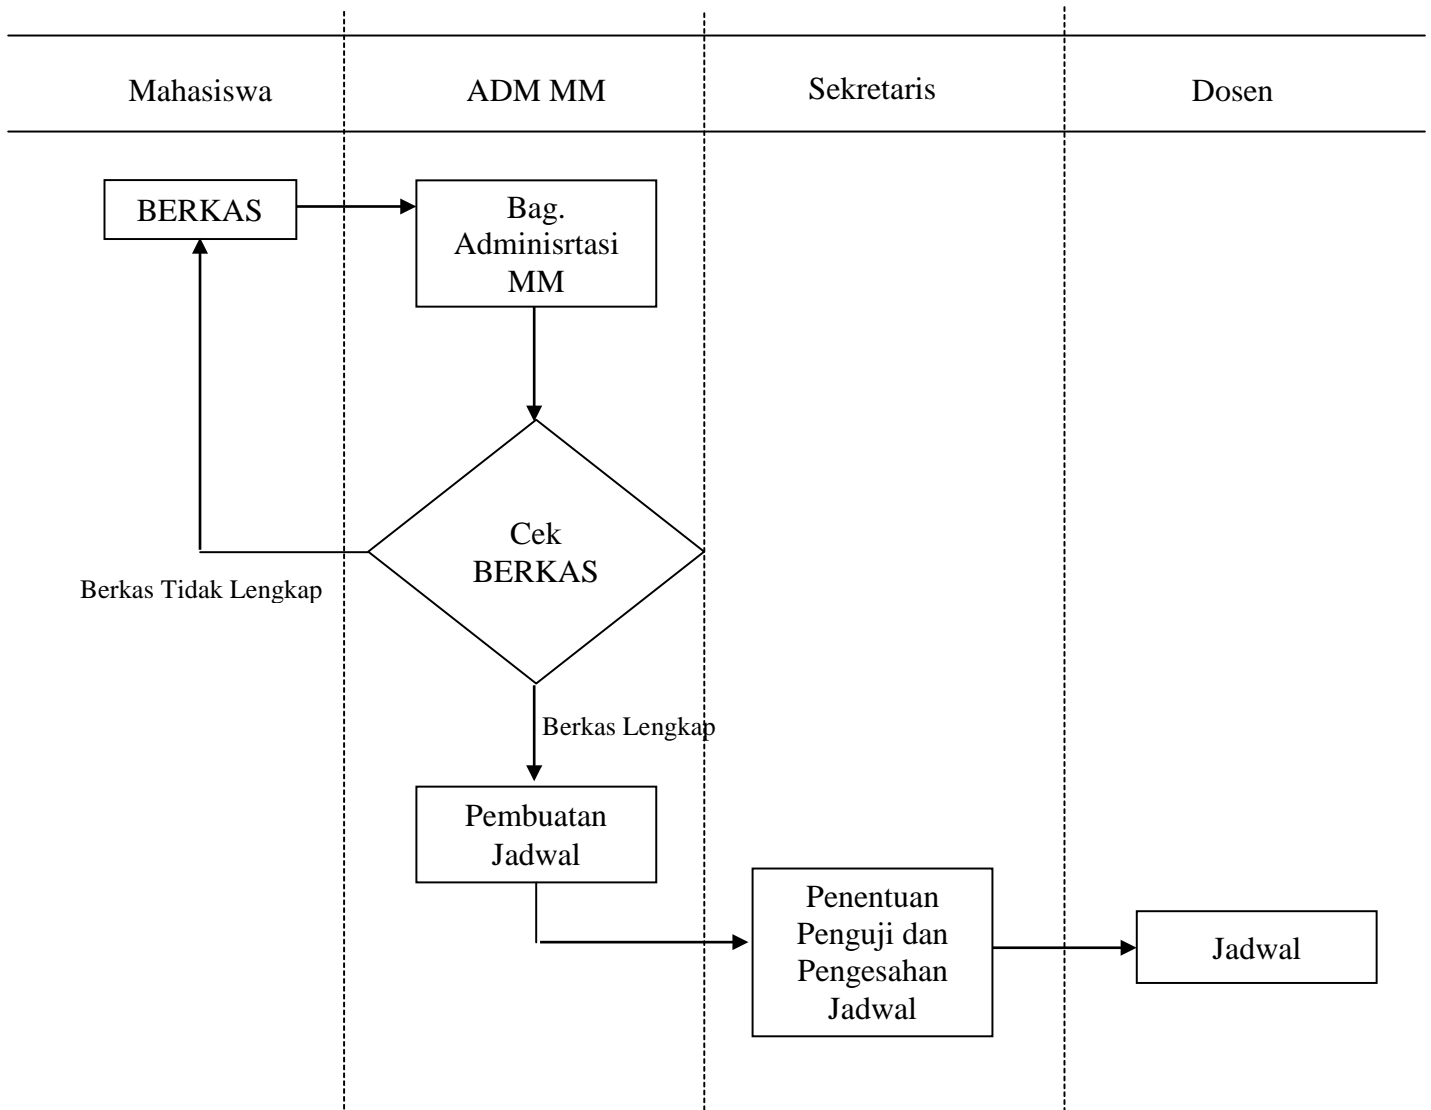 Mahasiswa
ADM MM
Sekretaris
Dosen
BERKAS
Bag.
Adminisrtasi
MM
Cek
BERKAS
Berkas Tidak Lengkap
Berkas Lengkap
Pembuatan
Jadwal
Penentuan
Penguji dan
Pengesahan
Jadwal
Jadwal